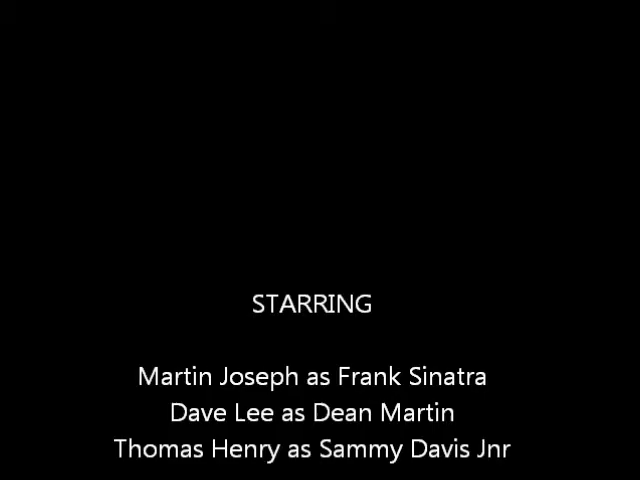 STARRING
Martin Joseph as Frank Sinatra
Dave Lee as Dean Martin
Thomas Henry as Sammy Davis Jnr